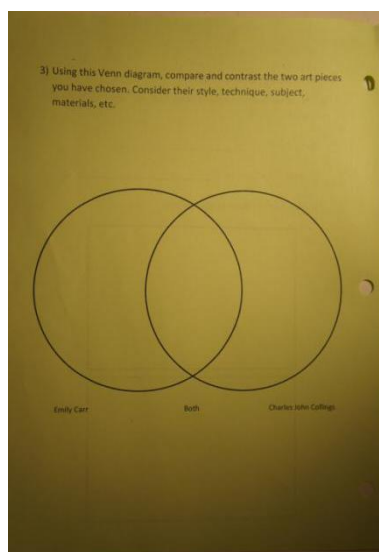 3) Using this Venn diagram, compare and contrast the two art pieces
you have chosen. Consider their style, technique, subject,
materials, etc.
D
Emily Carr Both Charles John Collings